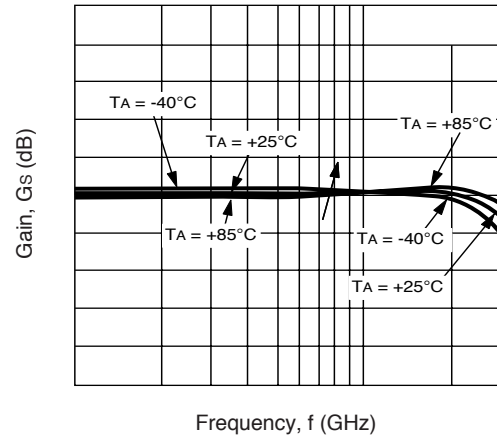 TA = -40°C
TA = +25°C
TA = +85°C
TA = +85°C
TA = -40°C
TA = +25°C
Gain, GS (dB)
Frequency, f (GHz)